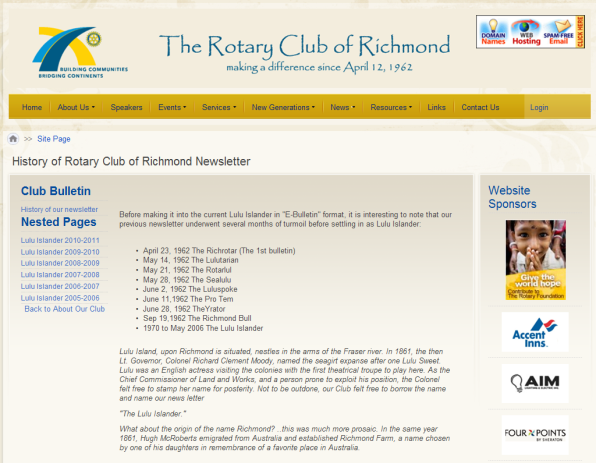 BUILDING COMMUNITIES
BRIDGING CONTINENTS
The Rotary Club of Richmond
making a difference since April 12, 1962
DOMAIN Names
WEB Hosting
SPAM-FREE Email
CLICK HERE
Home About Us Speakers Events Services New Generations News Resources Links Contact Us Login
>> Site Page
History of Rotary Club of Richmond Newsletter
Club Bulletin
History of our newsletter
Nested Pages
Lulu Islander 2010-2011
Lulu Islander 2009-2010
Lulu Islander 2008-2009
Lulu Islander 2007-2008
Lulu Islander 2006-2007
Lulu Islander 2005-2006
Back to About Our Club
Before making it into the current Lulu Islander in "E-Bulletin" format, it is interesting to note that our
previous newsletter underwent several months of turmoil before settling in as Lulu Islander:
• April 23, 1962 The Richrotar (The 1st bulletin)
• May 14, 1962 The Lulutarian
• May 21, 1962 The Rotarlul
• May 28, 1962 The Sealulu
• June 2, 1962 The Luluspoke
• June 11,1962 The Pro Tem
• June 28, 1962 TheYrator
• Sep 19,1962 The Richmond Bull
• 1970 to May 2006 The Lulu Islander
Lulu Island, upon Richmond is situated, nestles in the arms of the Fraser river. In 1861, the then
Lt. Governor, Colonel Richard Clement Moody, named the seagirt expanse after one Lulu Sweet.
Lulu was an English actress visiting the colonies with the first theatrical troupe to play here. As the
Chief Commissioner of Land and Works, and a person prone to exploit his position, the Colonel
felt free to stamp her name for posterity. Not to be outdone, our Club felt free to borrow the name
and name our news letter
"The Lulu Islander."
What about the origin of the name Richmond? ..this was much more prosaic. In the same year
1861, Hugh McRoberts emigrated from Australia and established Richmond Farm, a name chosen
by one of his daughters in remembrance of a favorite place in Australia.
Website
Sponsors
Give the
world hope
Contribute to
The Rotary Foundation
Accent
Inns
AIM
FOUR POINTS
BY SHERATON